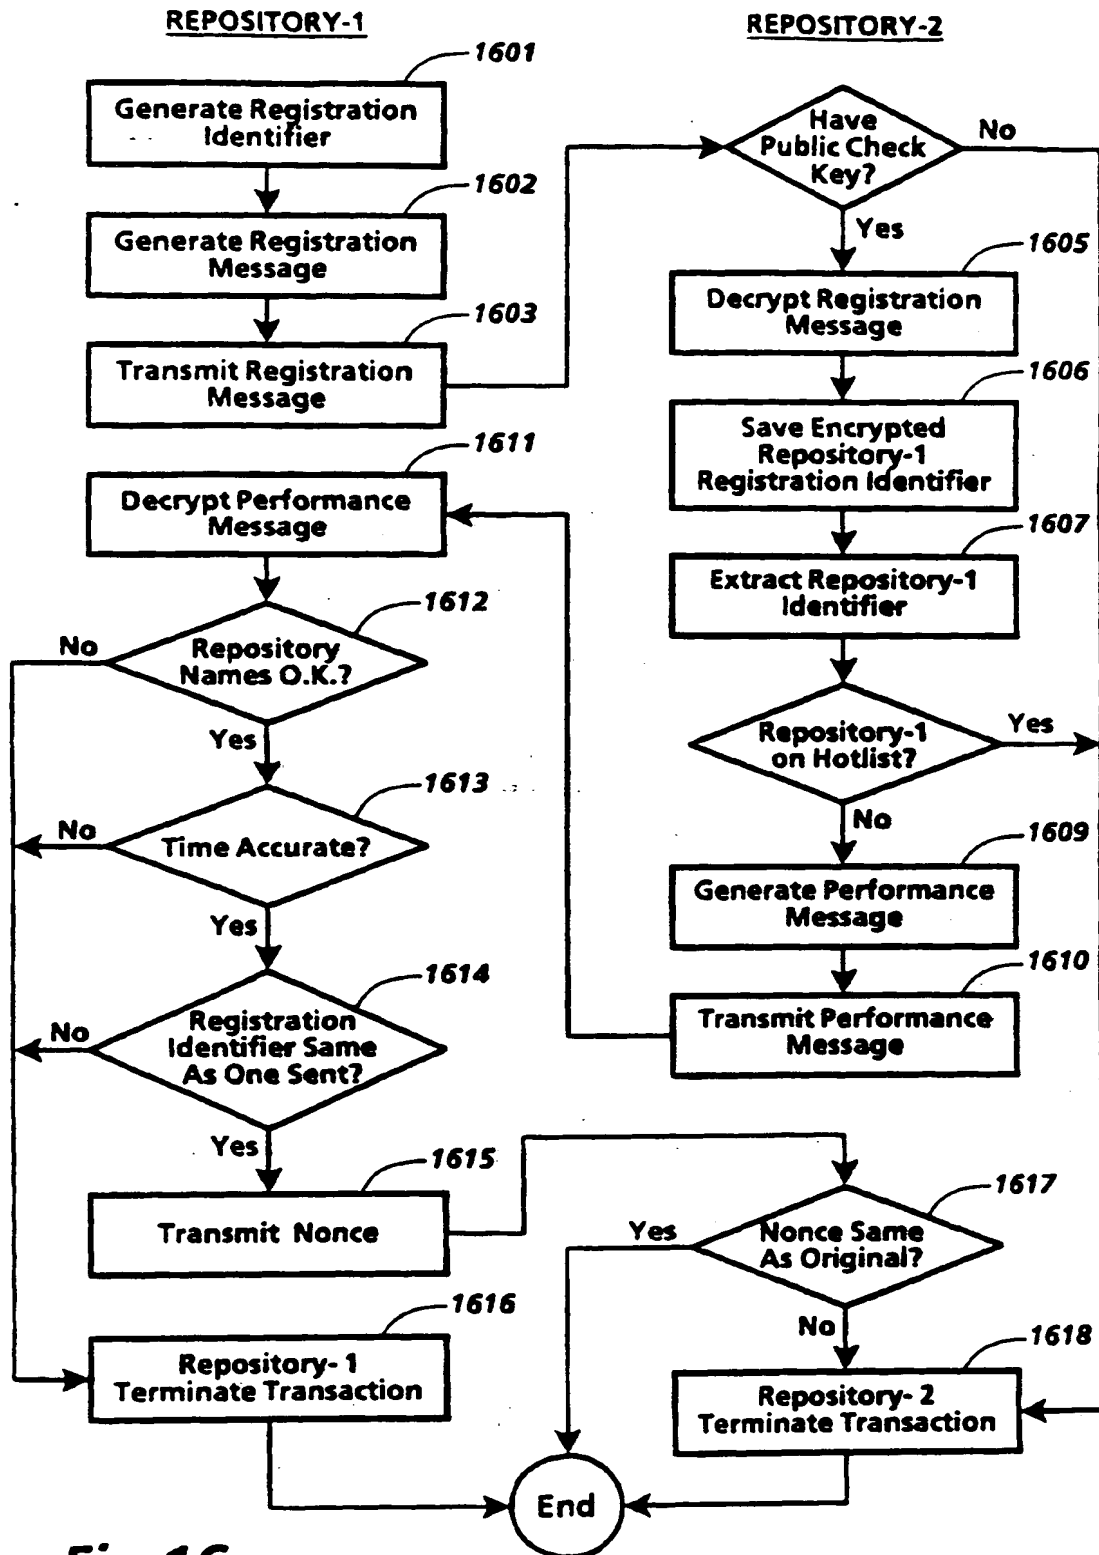 REPOSITORY-1
1601
Generate Registration
Identifier
1602
Generate Registration
Message
1603
Transmit Registration
Message
1611
Decrypt Performance
Message
1612
Repository
Names O.K.?
No
Yes
1613
Time Accurate?
No
Yes
1614
Registration
Identifier Same
As One Sent?
No
Yes
1615
Transmit Nonce
1616
Repository- 1
Terminate Transaction
REPOSITORY-2
Have
Public Check
Key?
No
Yes
1605
Decrypt Registration
Message
1606
Save Encrypted
Repository-1
Registration Identifier
1607
Extract Repository-1
Identifier
Repository-1
on Hotlist?
Yes
No
1609
Generate Performance
Message
1610
Transmit Performance
Message
1617
Nonce Same
As Original?
Yes
No
1618
Repository- 2
Terminate Transaction
End